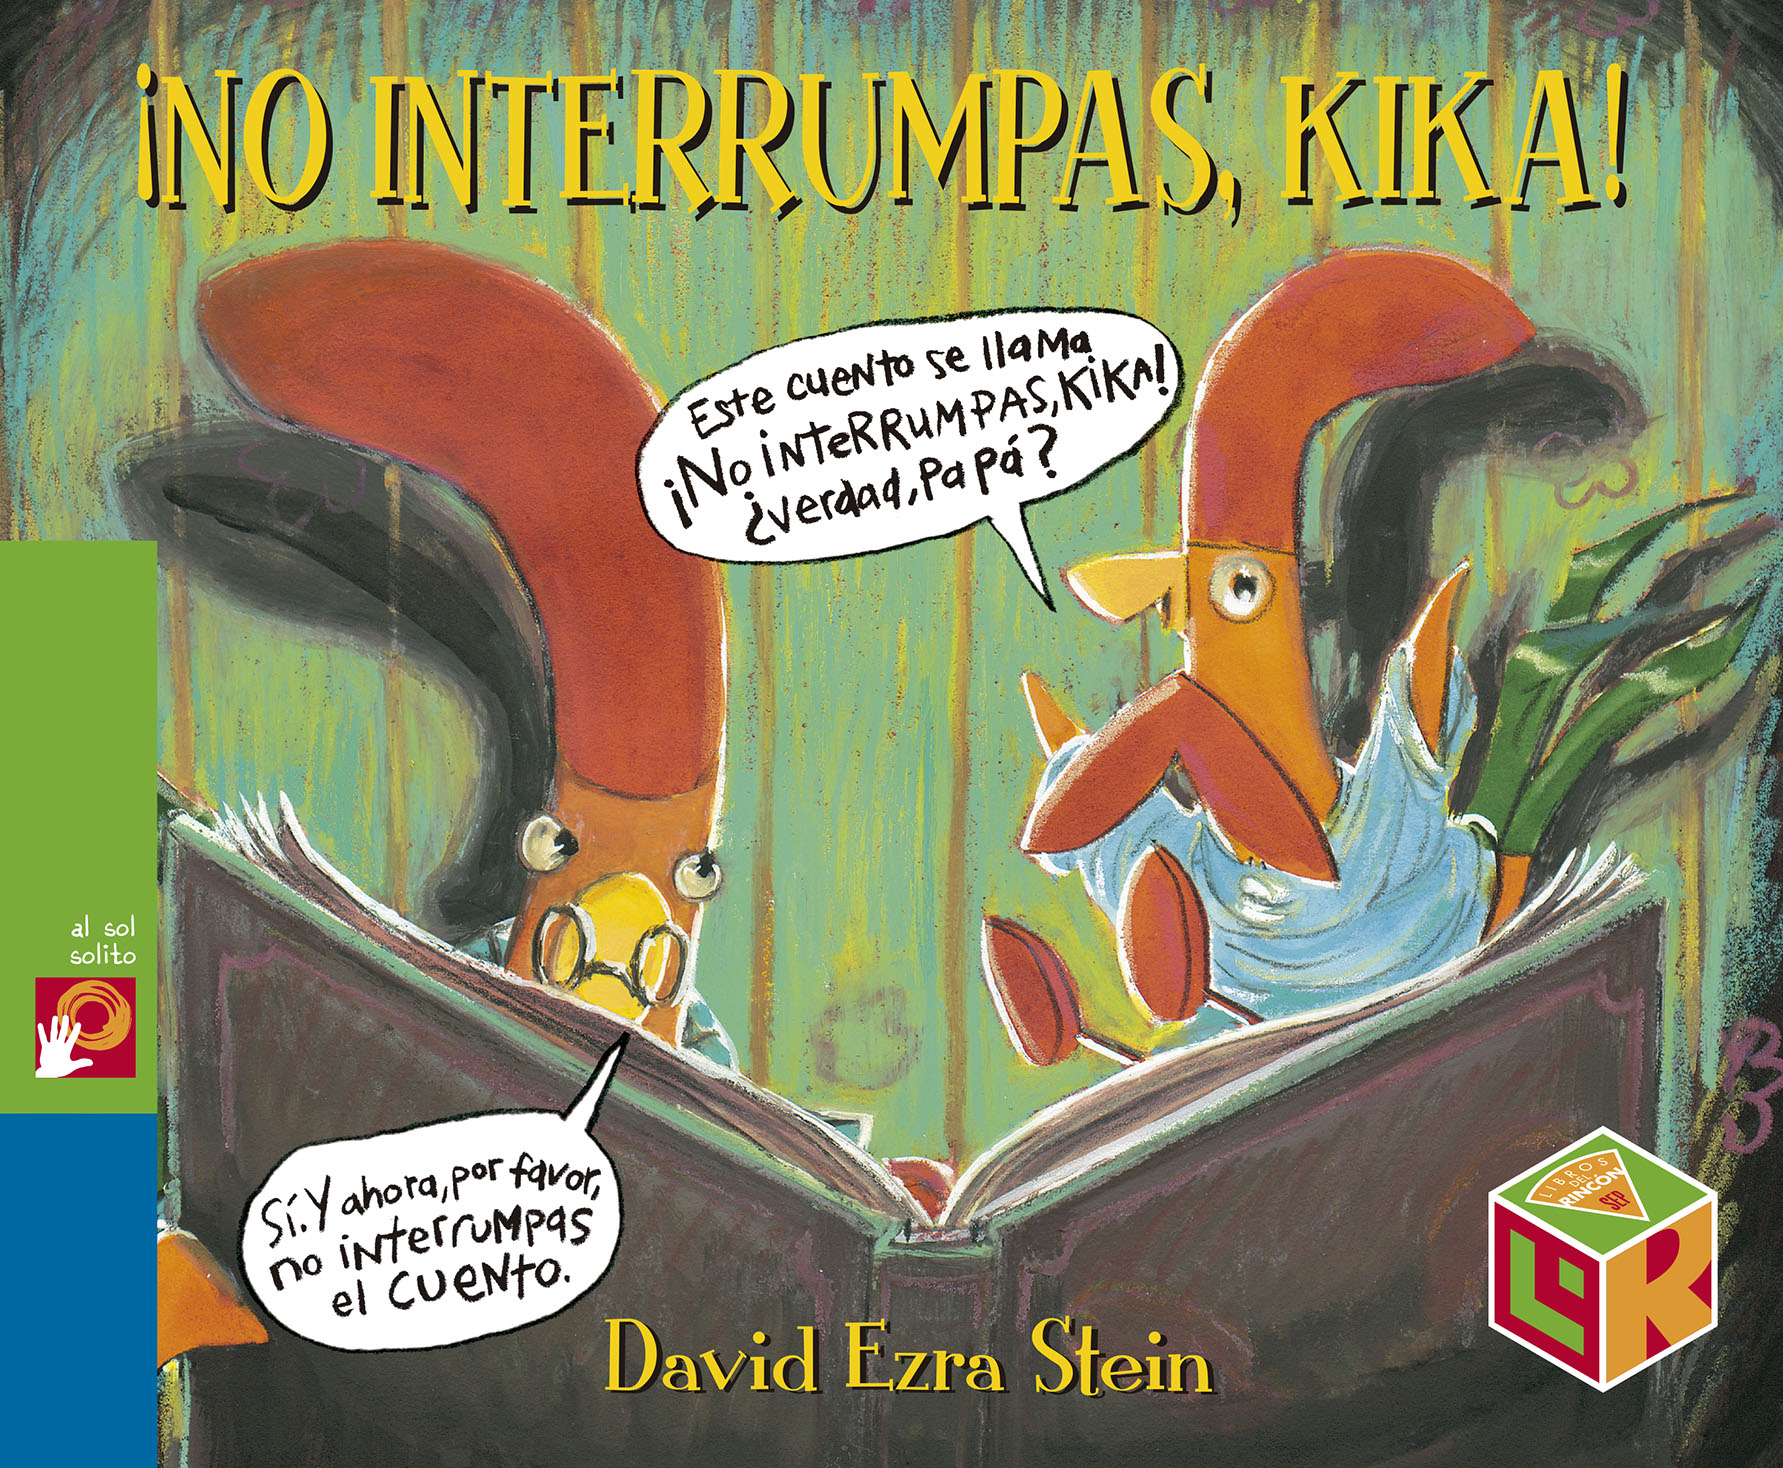 ¡NO INTERRUMPAS, KIKA!
Este cuento se llama
¡No interrumpas, Kika!
¿verdad, Papá?
al sol
solito
Sí. Y ahora, por favor,
no interrumpas
el cuento.
LIBROS
DEL
RINCÓN
SEP
L R
David Ezra Stein